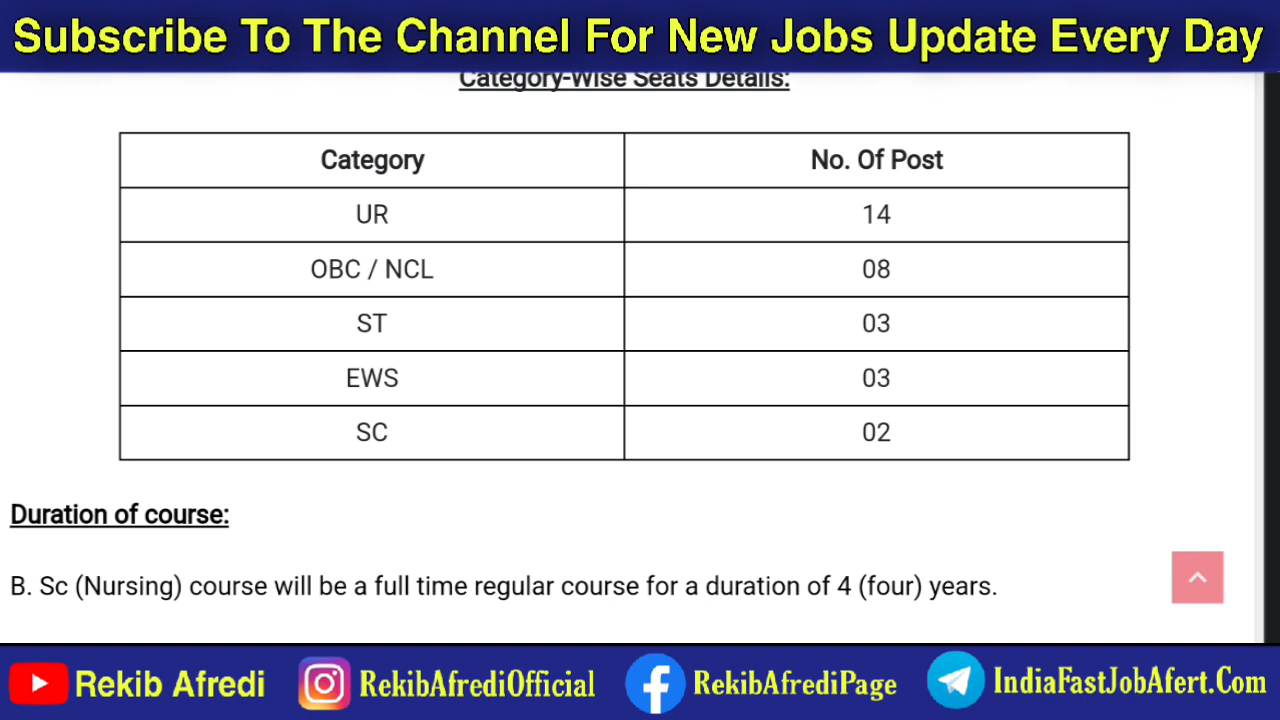 Subscribe To The Channel For New Jobs Update Every Day
Category-Wise Seats Details:
Category No. Of Post
UR 14
OBC / NCL 08
ST 03
EWS 03
SC 02
Duration of course:
B. Sc (Nursing) course will be a full time regular course for a duration of 4 (four) years.
Rekib Afredi RekibAfrediOfficial RekibAfrediPage IndiaFastJobAfert.Com